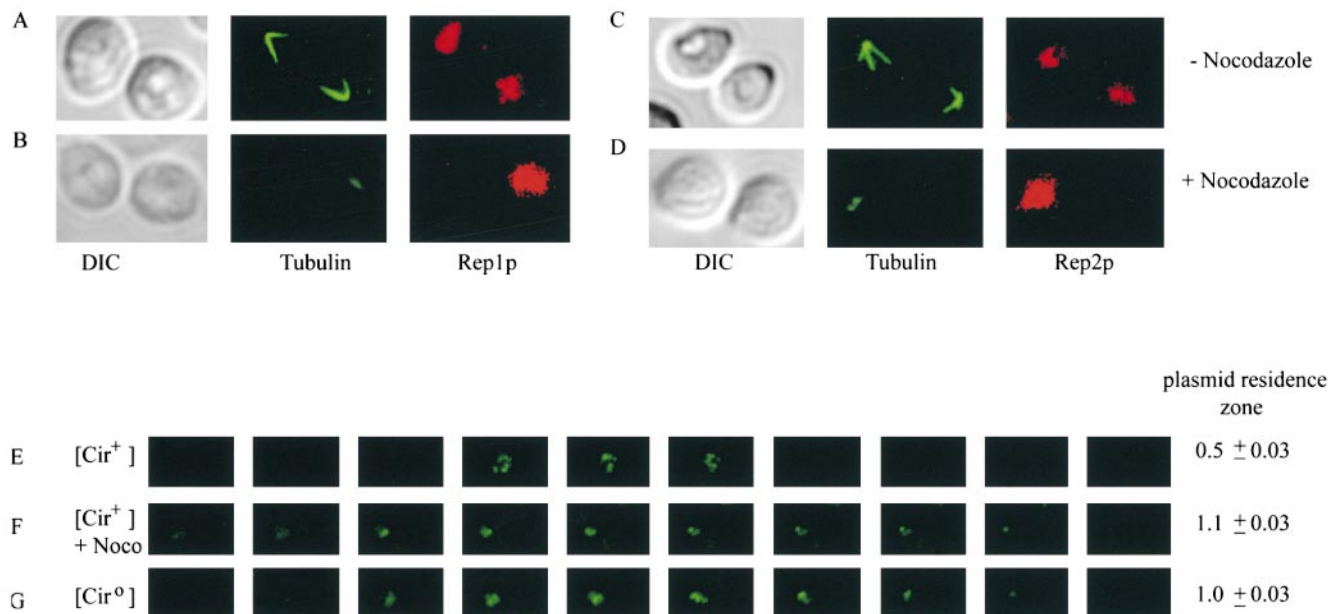 A
C
- Nocodazole
B
D
+ Nocodazole
DIC
Tubulin
Rep1p
DIC
Tubulin
Rep2p
plasmid residence
zone
E
[Cir+]
0.5 ± 0.03
F
[Cir+]
+ Noco
1.1 ± 0.03
G
[Cir o]
1.0 ± 0.03